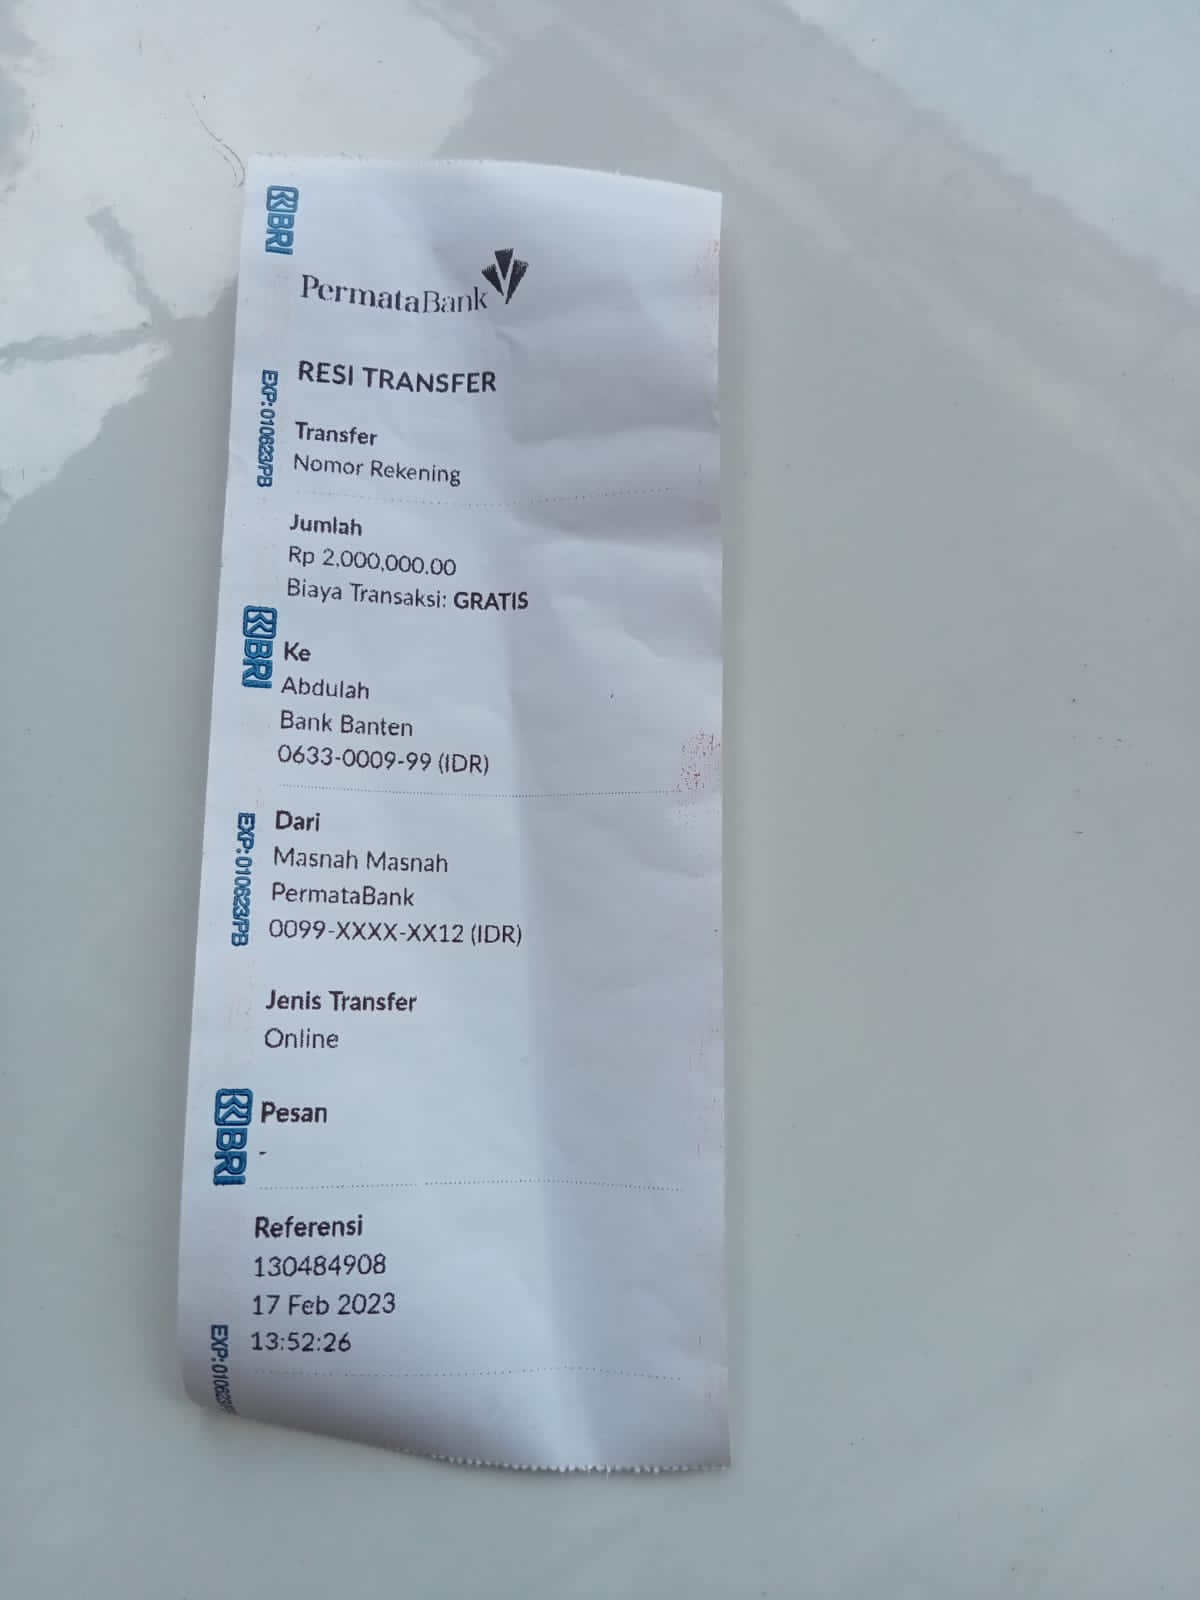 PermataBank
RESI TRANSFER
Transfer
Nomor Rekening
Jumlah
Rp 2,000,000.00
Biaya Transaksi: GRATIS
Ke
Abdulah
Bank Banten
0633-0009-99 (IDR)
Dari
Masnah Masnah
PermataBank
0099-XXXX-XX12 (IDR)
Jenis Transfer
Online
Pesan
-
Referensi
130484908
17 Feb 2023
13:52:26
BRI
EXP: 010623/PB
BRI
EXP: 010623/PB
BRI
EXP: 010623